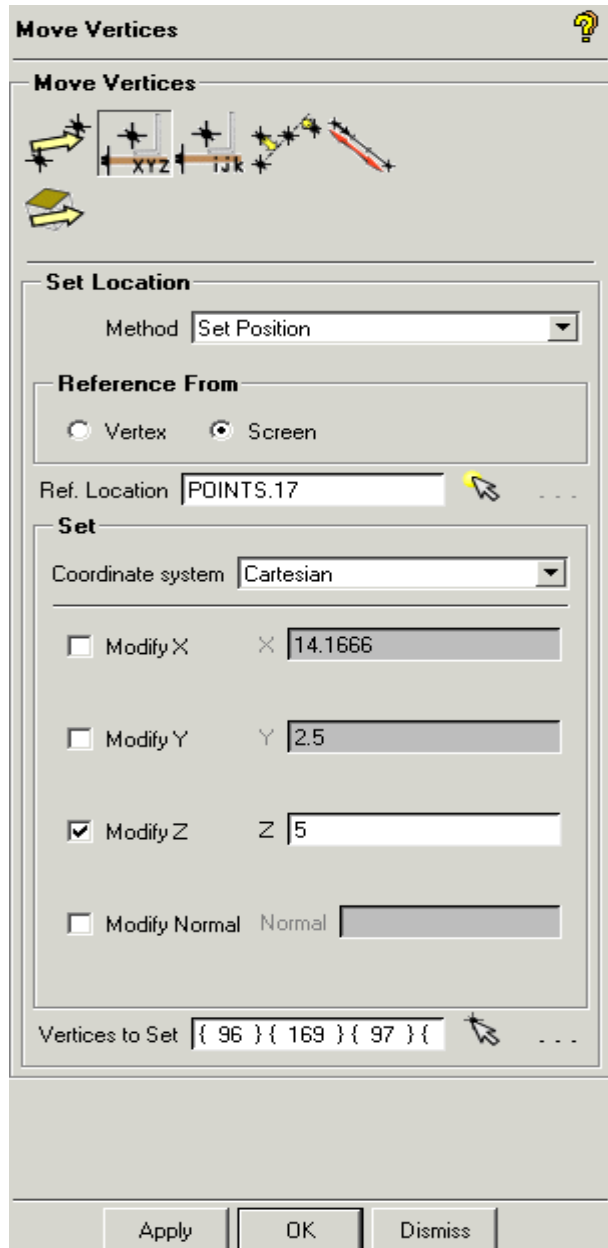 Move Vertices
Move Vertices
XYZ ijk
Set Location
Method Set Position
Reference From
Vertex Screen
Ref. Location POINTS.17 ...
Set
Coordinate system Cartesian
Modify X X 14.1666
Modify Y Y 2.5
Modify Z Z 5
Modify Normal Normal
Vertices to Set { 96 } { 169 } { 97 } { ...
Apply OK Dismiss